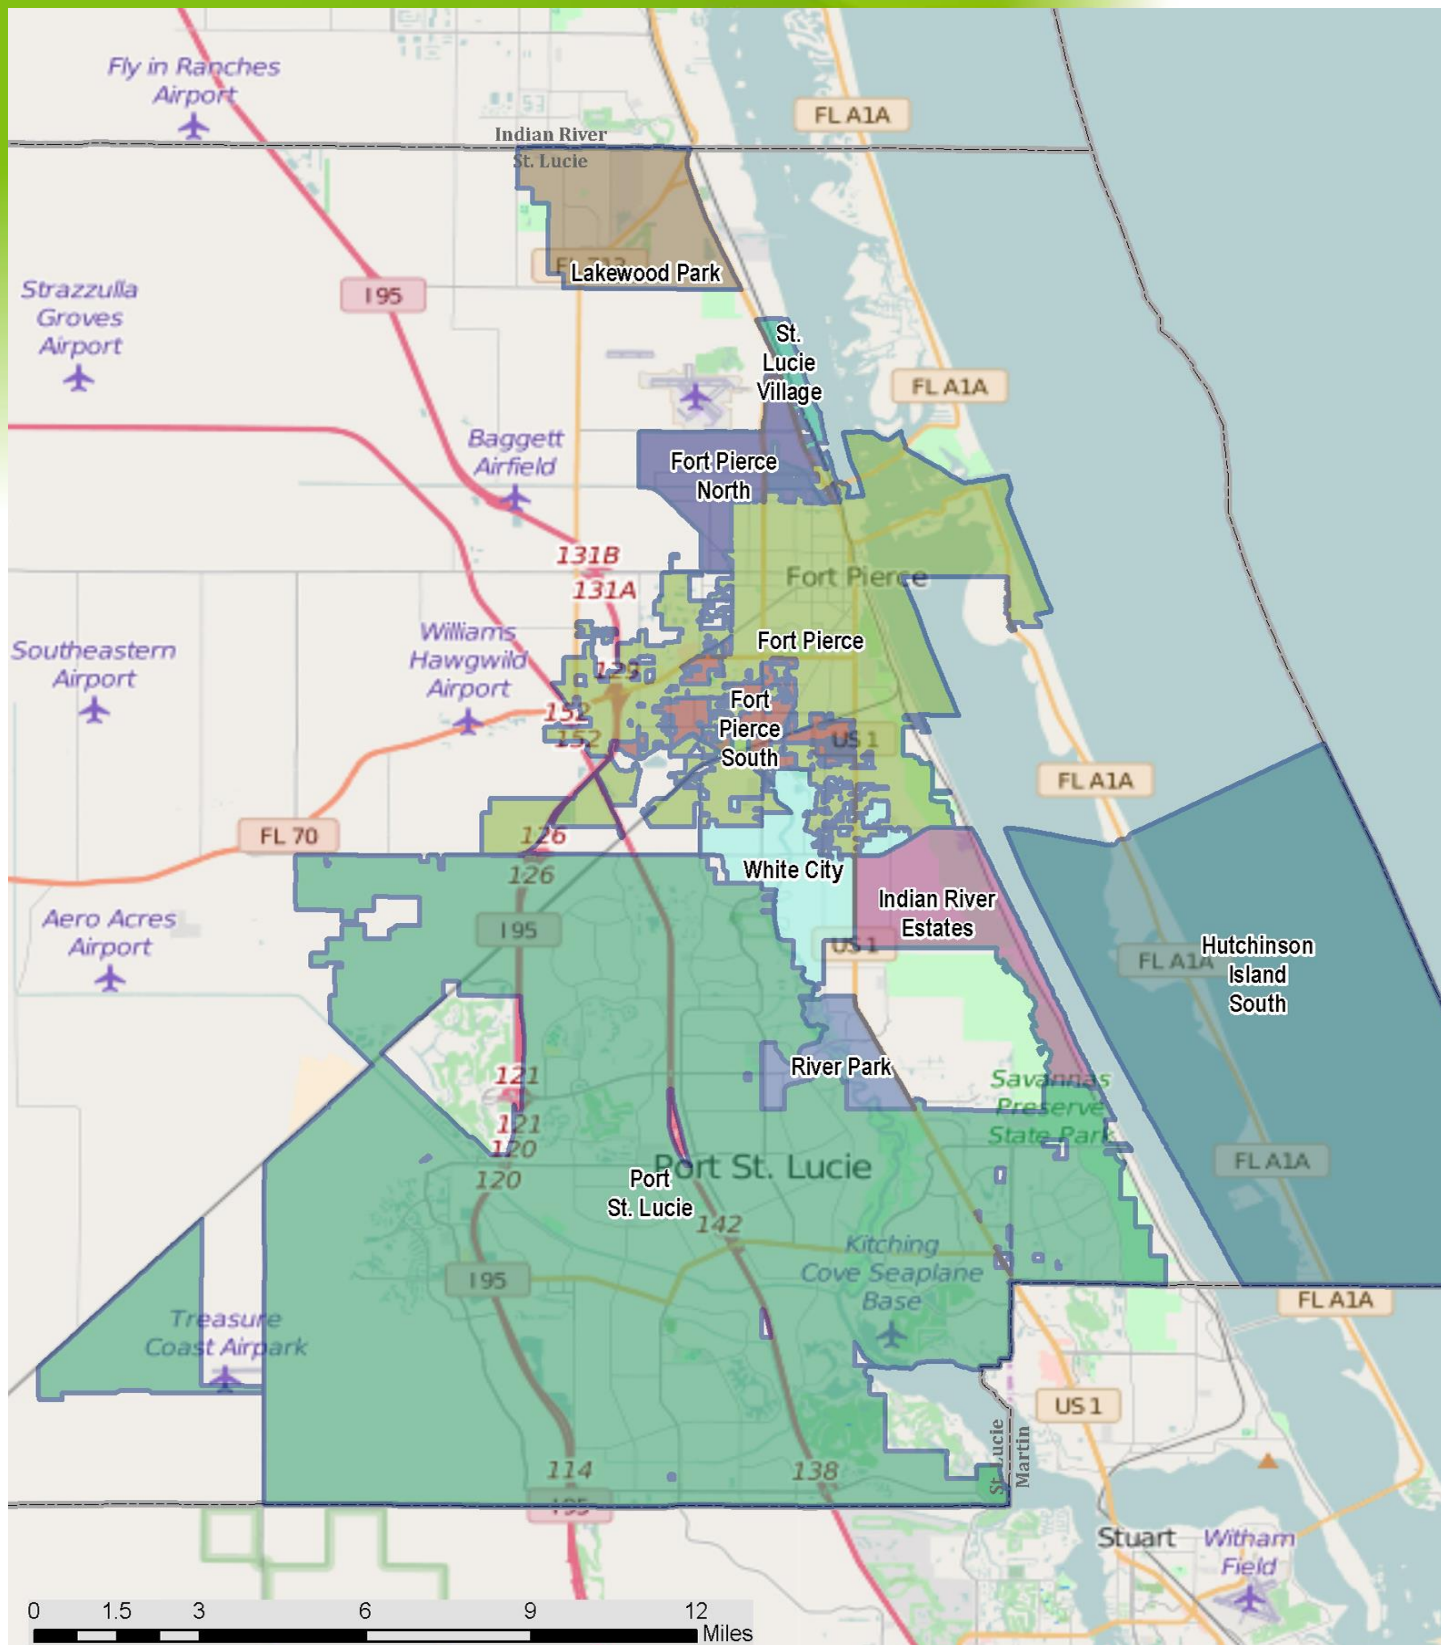 Fly in Ranches
Airport
FL A1A
Indian River
St. Lucie
Lakewood Park
I 95
Strazzulla
Groves
Airport
St.
Lucie
Village
FL A1A
Baggett
Airfield
Fort Pierce
North
131B
131A
Fort Pierce
Williams
Hawgwild
Airport
Southeastern
Airport
Fort Pierce
129
152
152
Fort
Pierce
South
US 1
FL A1A
FL 70
126
126
White City
Indian River
Estates
Aero Acres
Airport
I 95
US 1
FL A1A
Hutchinson
Island
South
121
121
120
120
River Park
Savannas
Preserve
State Park
Port St. Lucie
Port
St. Lucie
FL A1A
142
Kitching
Cove Seaplane
Base
I 95
FL A1A
Treasure
Coast Airpark
US 1
St. Lucie
Martin
114
138
I 95
Stuart
Witham
Field
0 1.5 3 6 9 12
Miles